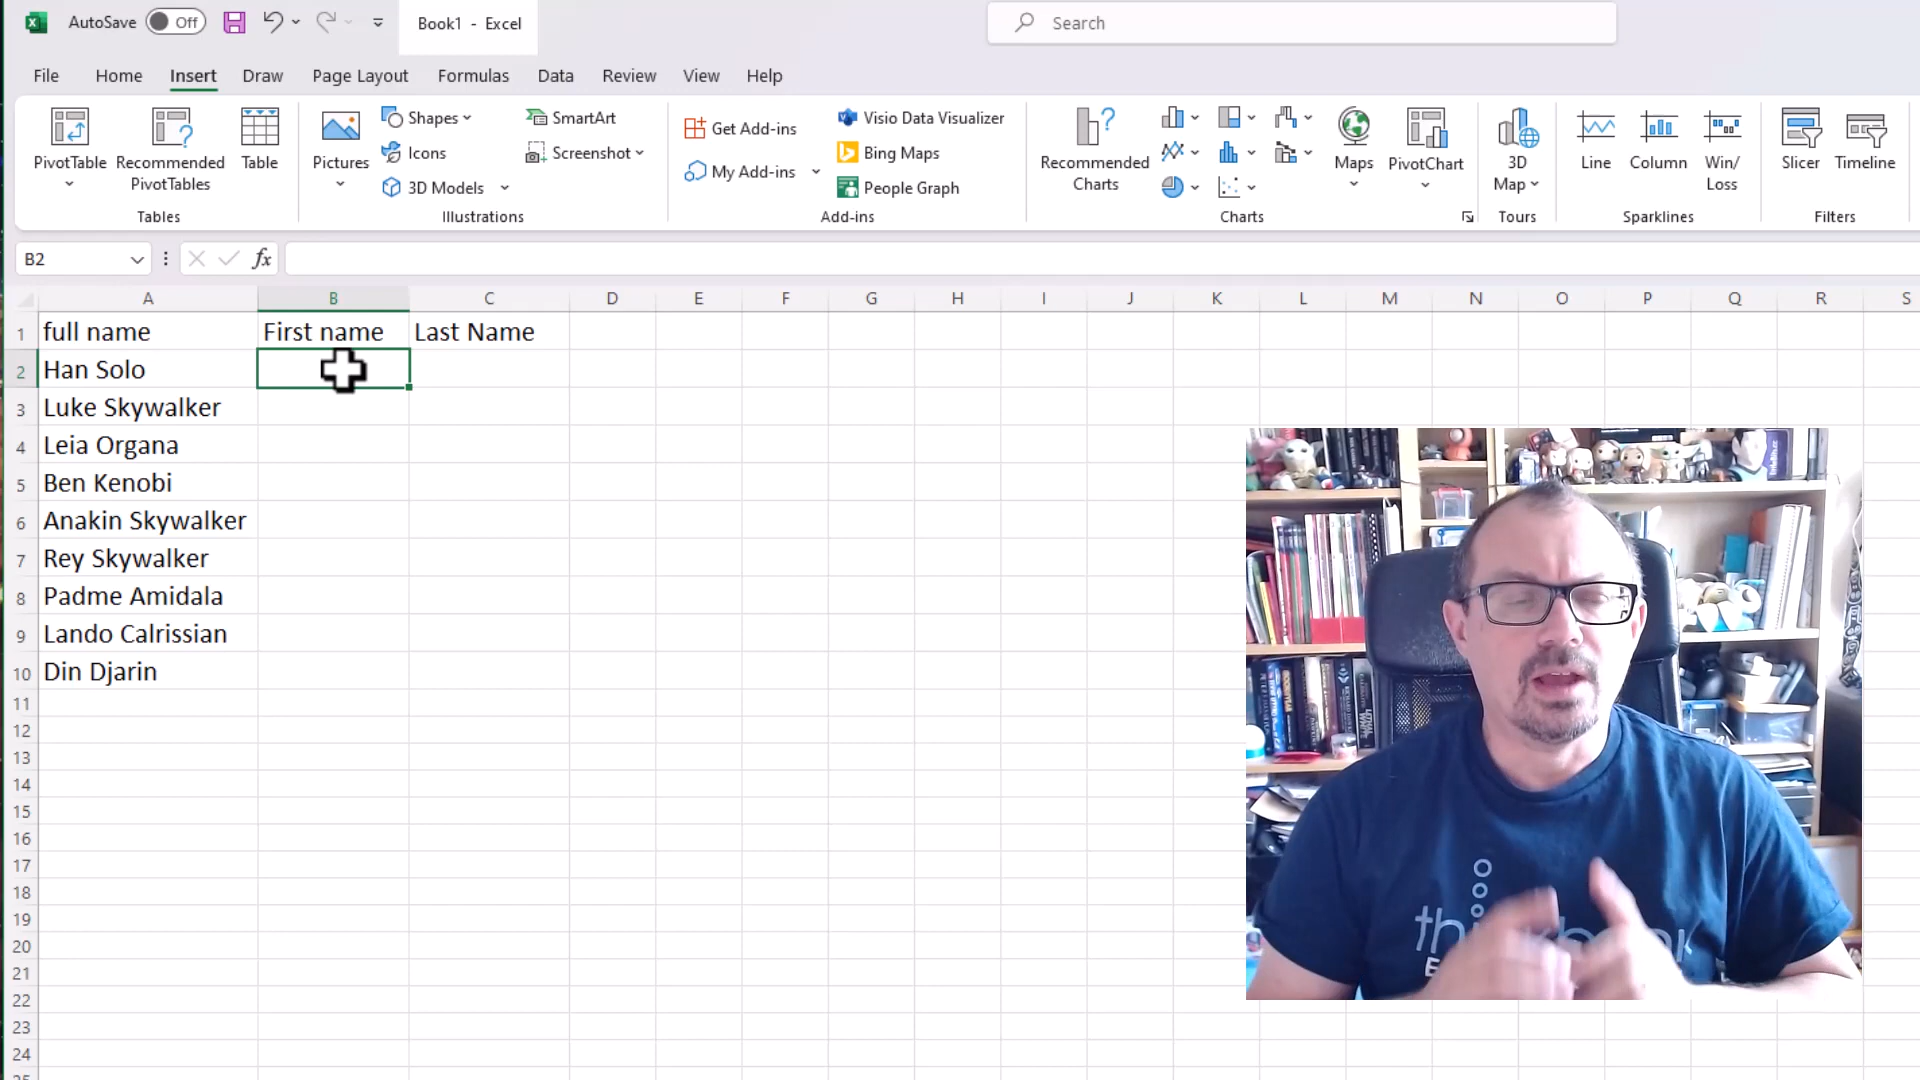 AutoSave Off Book1 - Excel Search
File Home Insert Draw Page Layout Formulas Data Review View Help
PivotTable Recommended PivotTables Table
Tables
Pictures Shapes Icons 3D Models SmartArt Screenshot
Illustrations
Get Add-ins My Add-ins Visio Data Visualizer Bing Maps People Graph
Add-ins
Recommended Charts Maps PivotChart
Charts
3D Map
Tours
Line Column Win/Loss
Sparklines
Slicer Timeline
Filters
B2 fx
A B C D E F G H I J K L M N O P Q R S
1 full name First name Last Name
2 Han Solo
3 Luke Skywalker
4 Leia Organa
5 Ben Kenobi
6 Anakin Skywalker
7 Rey Skywalker
8 Padme Amidala
9 Lando Calrissian
10 Din Djarin
11
12
13
14
15
16
17
18
19
20
21
22
23
24